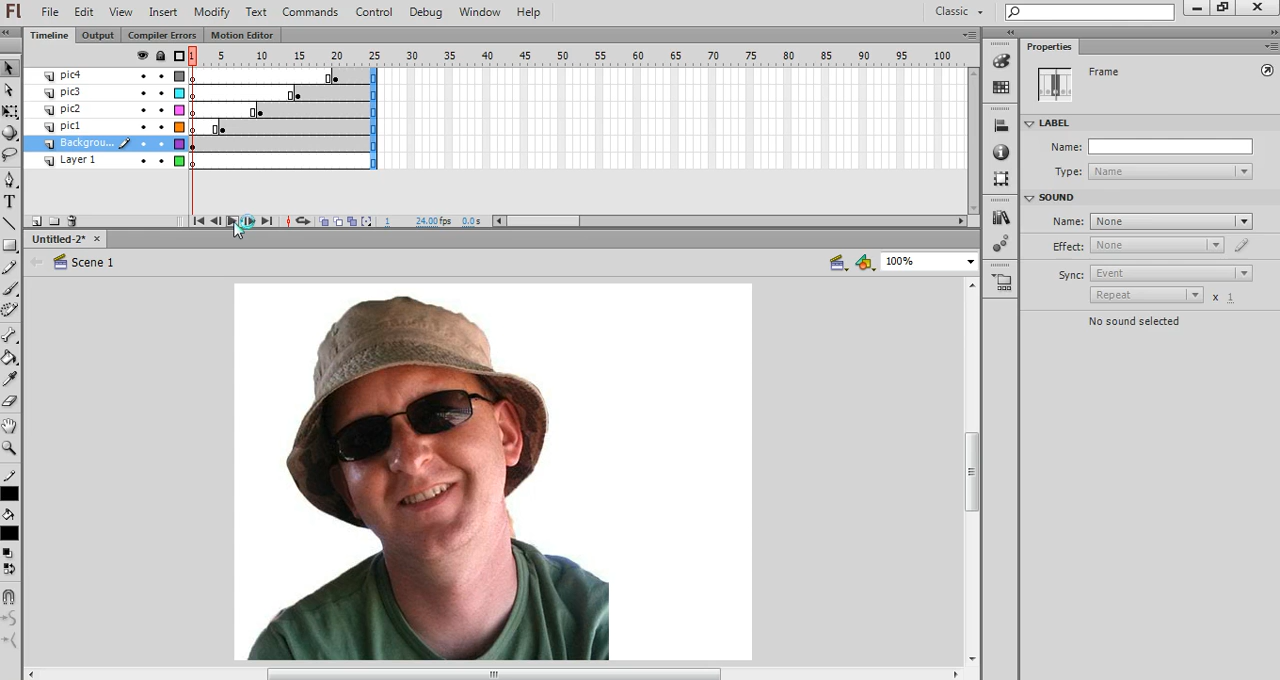 Fl File Edit View Insert Modify Text Commands Control Debug Window Help Classic
Timeline Output Compiler Errors Motion Editor
1 5 10 15 20 25 30 35 40 45 50 55 60 65 70 75 80 85 90 95 100
pic4
pic3
pic2
pic1
Backgrou...
Layer 1
1 24.00 fps 0.0 s
Untitled-2* ×
Scene 1 100%
Properties
Frame
LABEL
Name:
Type: Name
SOUND
Name: None
Effect: None
Sync: Event
Repeat x 1
No sound selected
T